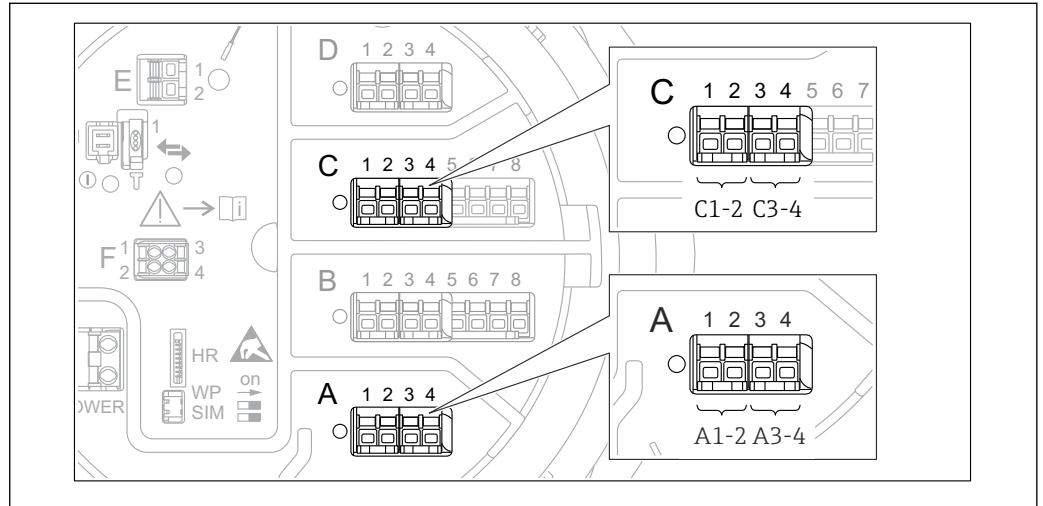 D 1 2 3 4
E 1
2
1
C 1 2 3 4 5 6 7 8
i
F 1 3
2 4
B 1 2 3 4 5 6 7 8
HR
WP on
SIM
OWER
A 1 2 3 4
C 1 2 3 4 5 6 7
C1-2 C3-4
A 1 2 3 4
A1-2 A3-4